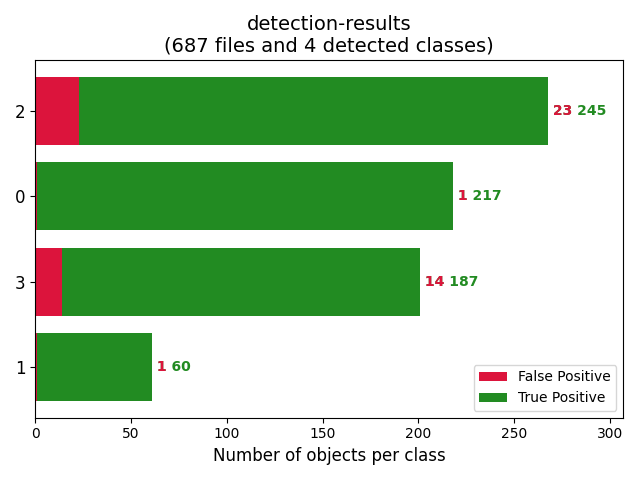 detection-results
(687 files and 4 detected classes)
2
23 245
0
1 217
3
14 187
1
1 60
False Positive
True Positive
0 50 100 150 200 250 300
Number of objects per class